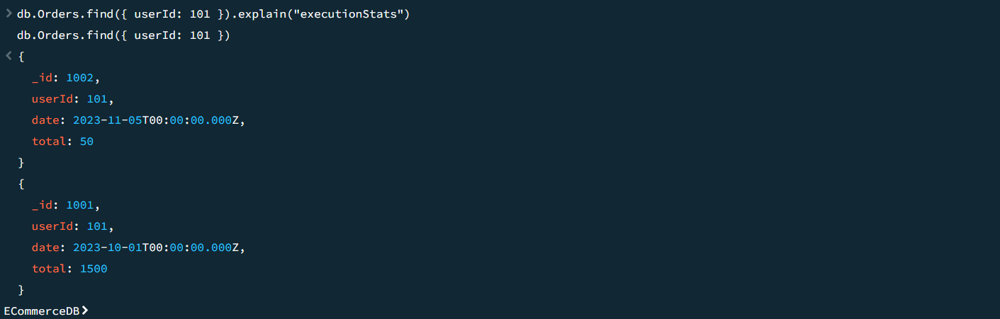 > db.Orders.find({ userId: 101 }).explain("executionStats")
db.Orders.find({ userId: 101 })
< {
_id: 1002,
userId: 101,
date: 2023-11-05T00:00:00.000Z,
total: 50
}
{
_id: 1001,
userId: 101,
date: 2023-10-01T00:00:00.000Z,
total: 1500
}
ECommerceDB>